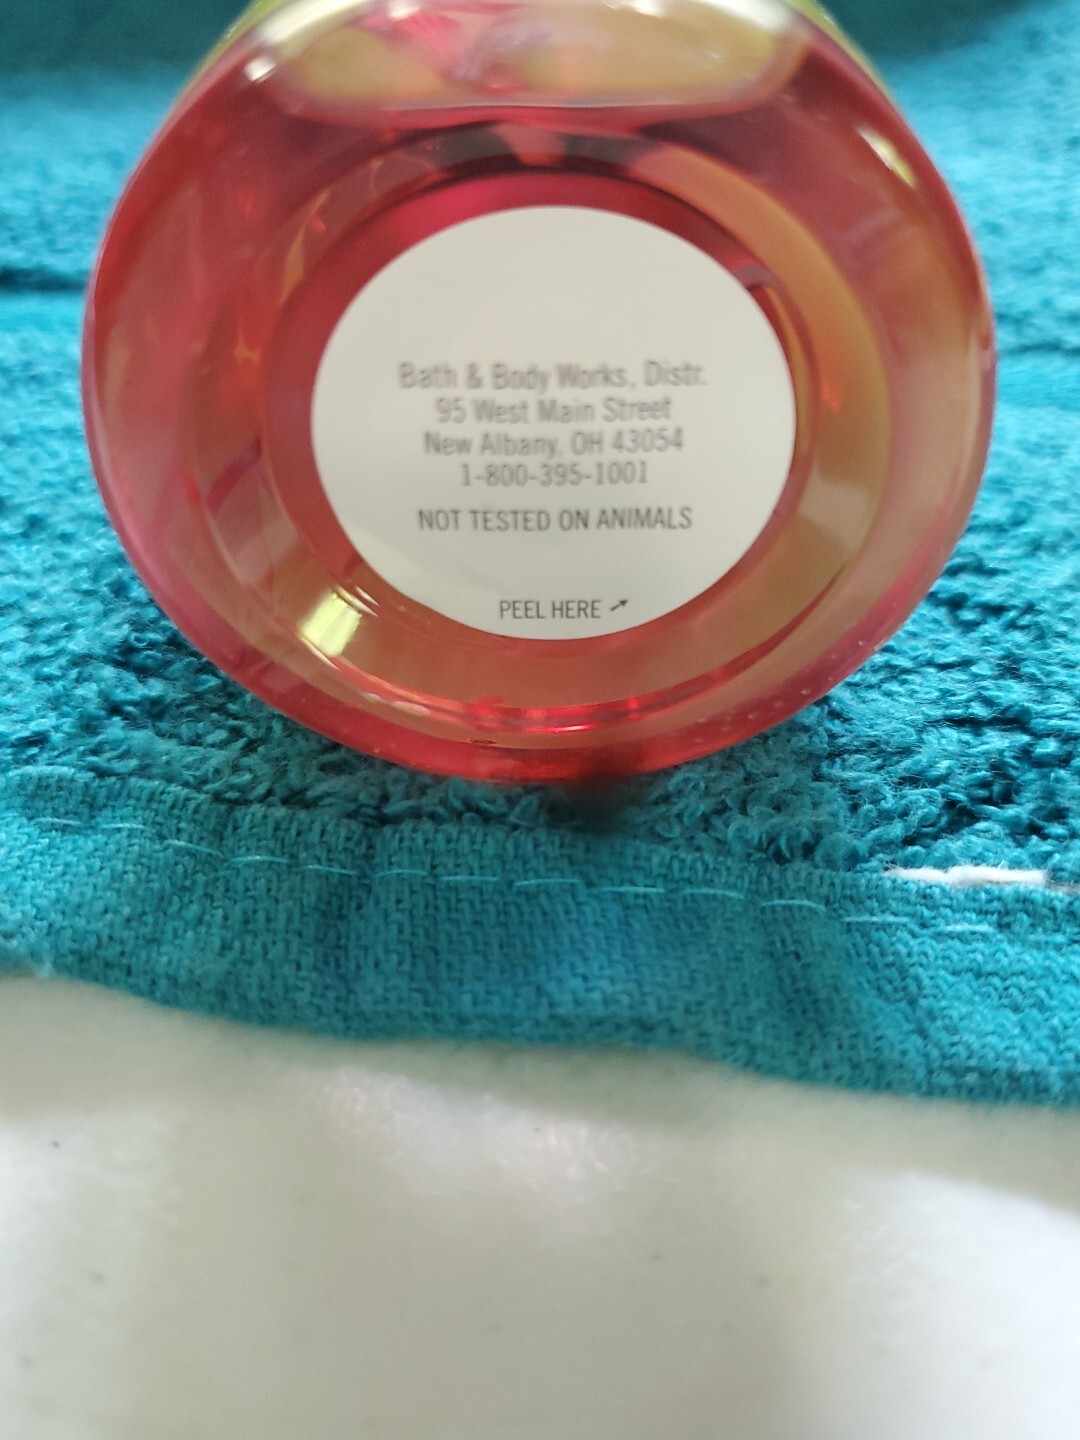 Bath & Body Works, Distr.
95 West Main Street
New Albany, OH 43054
1-800-395-1001
NOT TESTED ON ANIMALS
PEEL HERE ↗